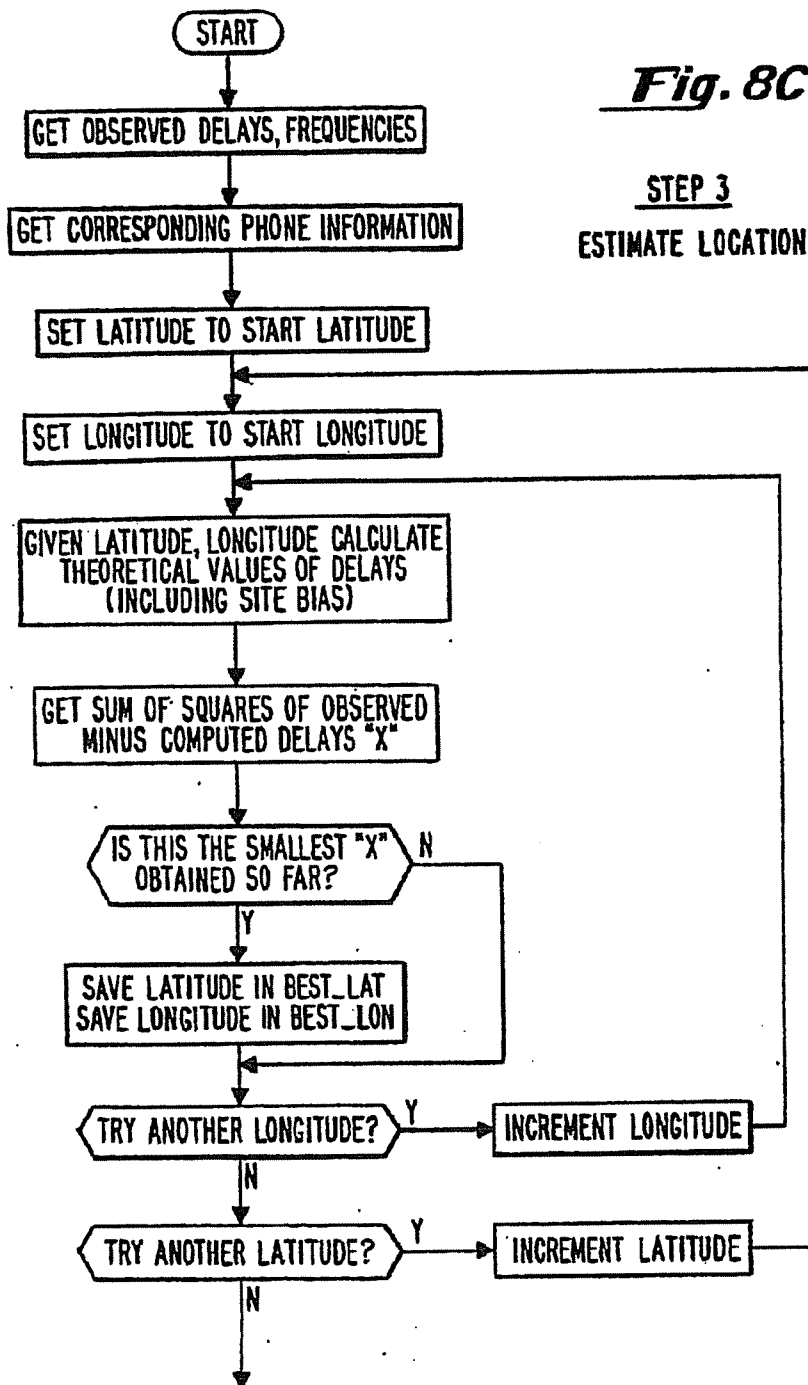 START
Fig. 8C
GET OBSERVED DELAYS, FREQUENCIES
STEP 3
ESTIMATE LOCATION
GET CORRESPONDING PHONE INFORMATION
SET LATITUDE TO START LATITUDE
SET LONGITUDE TO START LONGITUDE
GIVEN LATITUDE, LONGITUDE CALCULATE
THEORETICAL VALUES OF DELAYS
(INCLUDING SITE BIAS)
GET SUM OF SQUARES OF OBSERVED
MINUS COMPUTED DELAYS "X"
IS THIS THE SMALLEST "X"
OBTAINED SO FAR?
N
Y
SAVE LATITUDE IN BEST_LAT
SAVE LONGITUDE IN BEST_LON
TRY ANOTHER LONGITUDE?
Y
INCREMENT LONGITUDE
N
TRY ANOTHER LATITUDE?
Y
INCREMENT LATITUDE
N